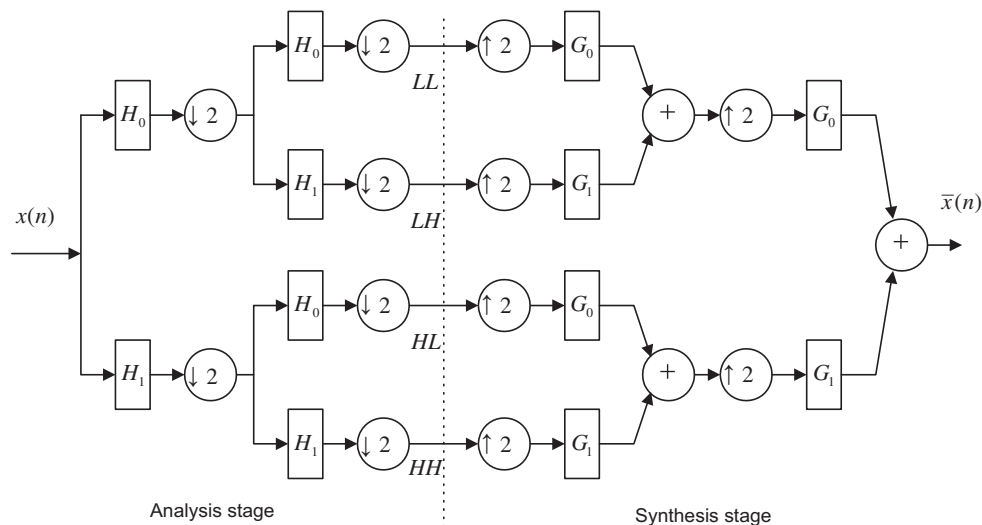 H₀ ↓ 2 LL ↑ 2 G₀
H₀ ↓ 2 + ↑ 2 G₀
H₁ ↓ 2 LH ↑ 2 G₁
x(n) x̅(n)
+
H₀ ↓ 2 HL ↑ 2 G₀
H₁ ↓ 2 + ↑ 2 G₁
H₁ ↓ 2 HH ↑ 2 G₁
Analysis stage Synthesis stage